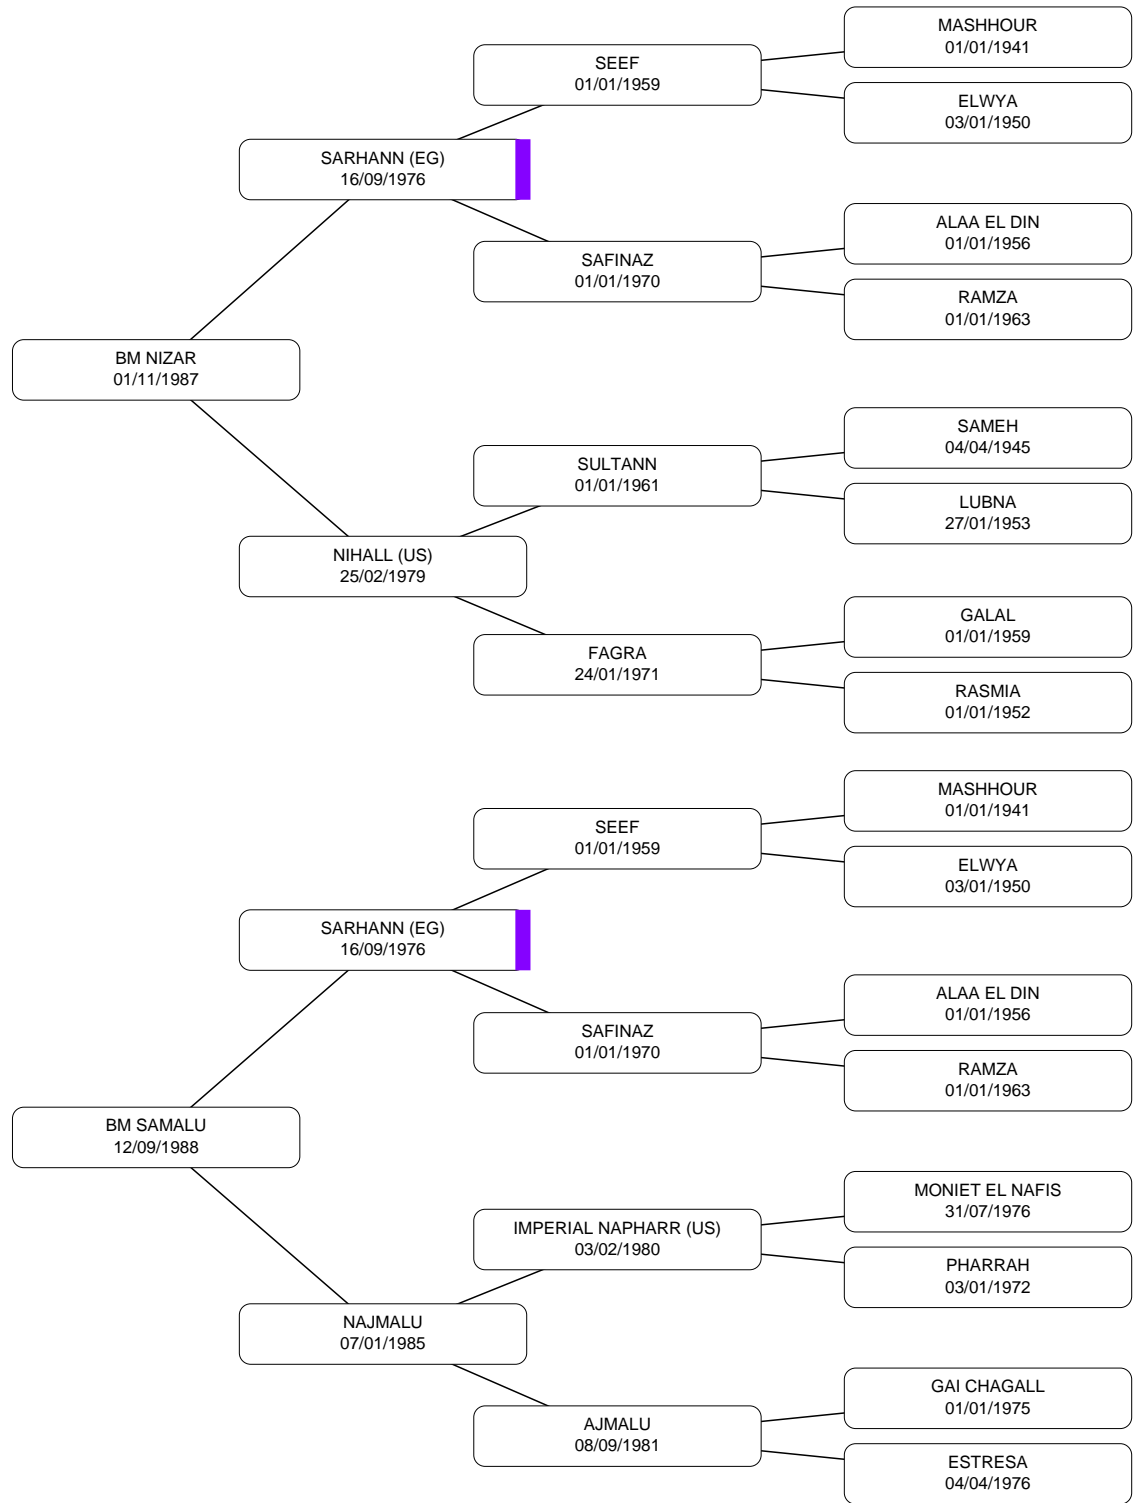 MASHHOUR
01/01/1941
SEEF
01/01/1959
ELWYA
03/01/1950
SARHANN (EG)
16/09/1976
ALAA EL DIN
01/01/1956
SAFINAZ
01/01/1970
RAMZA
01/01/1963
BM NIZAR
01/11/1987
SAMEH
04/04/1945
SULTANN
01/01/1961
LUBNA
27/01/1953
NIHALL (US)
25/02/1979
GALAL
01/01/1959
FAGRA
24/01/1971
RASMIA
01/01/1952
MASHHOUR
01/01/1941
SEEF
01/01/1959
ELWYA
03/01/1950
SARHANN (EG)
16/09/1976
ALAA EL DIN
01/01/1956
SAFINAZ
01/01/1970
RAMZA
01/01/1963
BM SAMALU
12/09/1988
MONIET EL NAFIS
31/07/1976
IMPERIAL NAPHARR (US)
03/02/1980
PHARRAH
03/01/1972
NAJMALU
07/01/1985
GAI CHAGALL
01/01/1975
AJMALU
08/09/1981
ESTRESA
04/04/1976